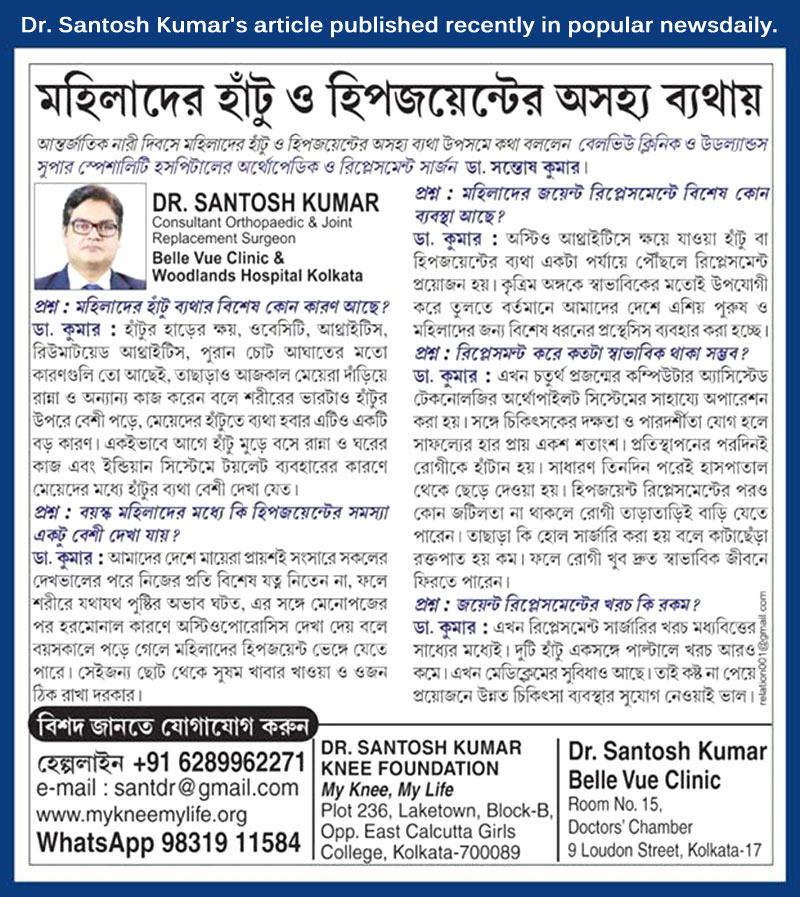 Dr. Santosh Kumar's article published recently in popular newsdaily.
মহিলাদের হাঁটু ও হিপজয়েন্টের অসহ্য ব্যথায়
আন্তর্জাতিক নারী দিবসে মহিলাদের হাঁটু ও হিপজয়েন্টের অসহ্য ব্যথা উপসমে কথা বললেন বেলভিউ ক্লিনিক ও উডল্যান্ডস
সুপার স্পেশালিটি হসপিটালের অর্থোপেডিক ও রিপ্লেসমেন্ট সার্জন ডা. সন্তোষ কুমার।
DR. SANTOSH KUMAR
Consultant Orthopaedic & Joint
Replacement Surgeon
Belle Vue Clinic &
Woodlands Hospital Kolkata
প্রশ্ন : মহিলাদের হাঁটু ব্যথার বিশেষ কোন কারণ আছে?
ডা. কুমার : হাঁটুর হাড়ের ক্ষয়, ওবেসিটি, আথ্রাইটিস,
রিউমাটয়েড আথ্রাইটিস, পুরান চোট আঘাতের মতো
কারণগুলি তো আছেই, তাছাড়াও আজকাল মেয়েরা দাঁড়িয়ে
রান্না ও অন্যান্য কাজ করেন বলে শরীরের ভারটাও হাঁটুর
উপরে বেশী পড়ে, মেয়েদের হাঁটুতে ব্যথা হবার এটিও একটি
বড় কারণ। একইভাবে আগে হাঁটু মুড়ে বসে রান্না ও ঘরের
কাজ এবং ইন্ডিয়ান সিস্টেমে টয়লেট ব্যবহারের কারণে
মেয়েদের মধ্যে হাঁটুর ব্যথা বেশী দেখা যেত।
প্রশ্ন : বয়স্ক মহিলাদের মধ্যে কি হিপজয়েন্টের সমস্যা
একটু বেশী দেখা যায়?
ডা. কুমার : আমাদের দেশে মায়েরা প্রায়শই সংসারে সকলের
দেখভালের পরে নিজের প্রতি বিশেষ যত্ন নিতেন না, ফলে
শরীরে যথাযথ পুষ্টির অভাব ঘটত, এর সঙ্গে মেনোপজের
পর হরমোনাল কারণে অস্টিওপোরোসিস দেখা দেয় বলে
বয়সকালে পড়ে গেলে মহিলাদের হিপজয়েন্ট ভেঙ্গে যেতে
পারে। সেইজন্য ছোট থেকে সুষম খাবার খাওয়া ও ওজন
ঠিক রাখা দরকার।
প্রশ্ন : মহিলাদের জয়েন্ট রিপ্লেসমেন্টে বিশেষ কোন
ব্যবস্থা আছে?
ডা. কুমার : অস্টিও আথ্রাইটিসে ক্ষয়ে যাওয়া হাঁটু বা
হিপজয়েন্টের ব্যথা একটা পর্যায়ে পৌঁছলে রিপ্লেসমেন্ট
প্রয়োজন হয়। কৃত্রিম অঙ্গকে স্বাভাবিকের মতোই উপযোগী
করে তুলতে বর্তমানে আমাদের দেশে এশিয় পুরুষ ও
মহিলাদের জন্য বিশেষ ধরনের প্রস্থেসিস ব্যবহার করা হচ্ছে।
প্রশ্ন : রিপ্লেসমন্ট করে কতটা স্বাভাবিক থাকা সম্ভব?
ডা. কুমার : এখন চতুর্থ প্রজন্মের কম্পিউটার অ্যাসিস্টেড
টেকনোলজির অর্থোপাইলট সিস্টেমের সাহায্যে অপারেশন
করা হয়। সঙ্গে চিকিৎসকের দক্ষতা ও পারদর্শীতা যোগ হলে
সাফল্যের হার প্রায় একশ শতাংশ। প্রতিস্থাপনের পরদিনই
রোগীকে হাঁটান হয়। সাধারণ তিনদিন পরেই হাসপাতাল
থেকে ছেড়ে দেওয়া হয়। হিপজয়েন্ট রিপ্লেসমেন্টের পরও
কোন জটিলতা না থাকলে রোগী তাড়াতাড়িই বাড়ি যেতে
পারেন। তাছাড়া কি হোল সার্জারি করা হয় বলে কাটাছেঁড়া
রক্তপাত হয় কম। ফলে রোগী খুব দ্রুত স্বাভাবিক জীবনে
ফিরতে পারেন।
প্রশ্ন : জয়েন্ট রিপ্লেসমেন্টের খরচ কি রকম?
ডা. কুমার : এখন রিপ্লেসমেন্ট সার্জারির খরচ মধ্যবিত্তের
সাধ্যের মধ্যেই। দুটি হাঁটু একসঙ্গে পাল্টালে খরচ আরও
কমে। এখন মেডিক্লেমের সুবিধাও আছে। তাই কষ্ট না পেয়ে
প্রয়োজনে উন্নত চিকিত্সা ব্যবস্থার সুযোগ নেওয়াই ভাল।
relation001@gmail.com
বিশদ জানতে যোগাযোগ করুন
হেল্পলাইন +91 6289962271
e-mail : santdr@gmail.com
www.mykneemylife.org
WhatsApp 98319 11584
DR. SANTOSH KUMAR
KNEE FOUNDATION
My Knee, My Life
Plot 236, Laketown, Block-B,
Opp. East Calcutta Girls
College, Kolkata-700089
Dr. Santosh Kumar
Belle Vue Clinic
Room No. 15,
Doctors' Chamber
9 Loudon Street, Kolkata-17